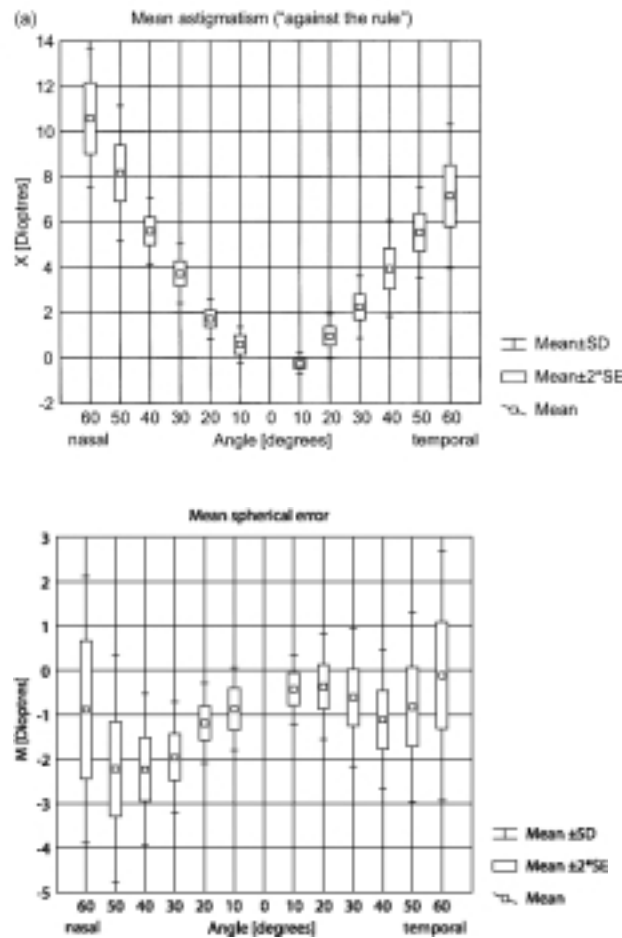 (a) Mean astigmatism ("against the rule")
14
12
10
8
6
4
2
0
-2
X [Dioptres]
60 50 40 30 20 10 0 10 20 30 40 50 60
nasal Angle [degrees] temporal
Mean±SD
Mean±2*SE
Mean
Mean spherical error
3
2
1
0
-1
-2
-3
-4
-5
M [Dioptres]
60 50 40 30 20 10 0 10 20 30 40 50 60
nasal Angle [degrees] temporal
Mean ±SD
Mean ±2*SE
Mean